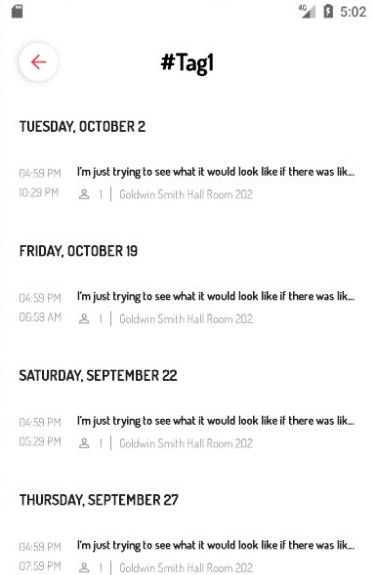 4G 5:02
#Tag1
TUESDAY, OCTOBER 2
04:59 PM I'm just trying to see what it would look like if there was lik...
10:29 PM 1 | Goldwin Smith Hall Room 202
FRIDAY, OCTOBER 19
04:59 PM I'm just trying to see what it would look like if there was lik...
06:59 AM 1 | Goldwin Smith Hall Room 202
SATURDAY, SEPTEMBER 22
04:59 PM I'm just trying to see what it would look like if there was lik...
05:29 PM 1 | Goldwin Smith Hall Room 202
THURSDAY, SEPTEMBER 27
04:59 PM I'm just trying to see what it would look like if there was lik...
07:59 PM 1 | Goldwin Smith Hall Room 202